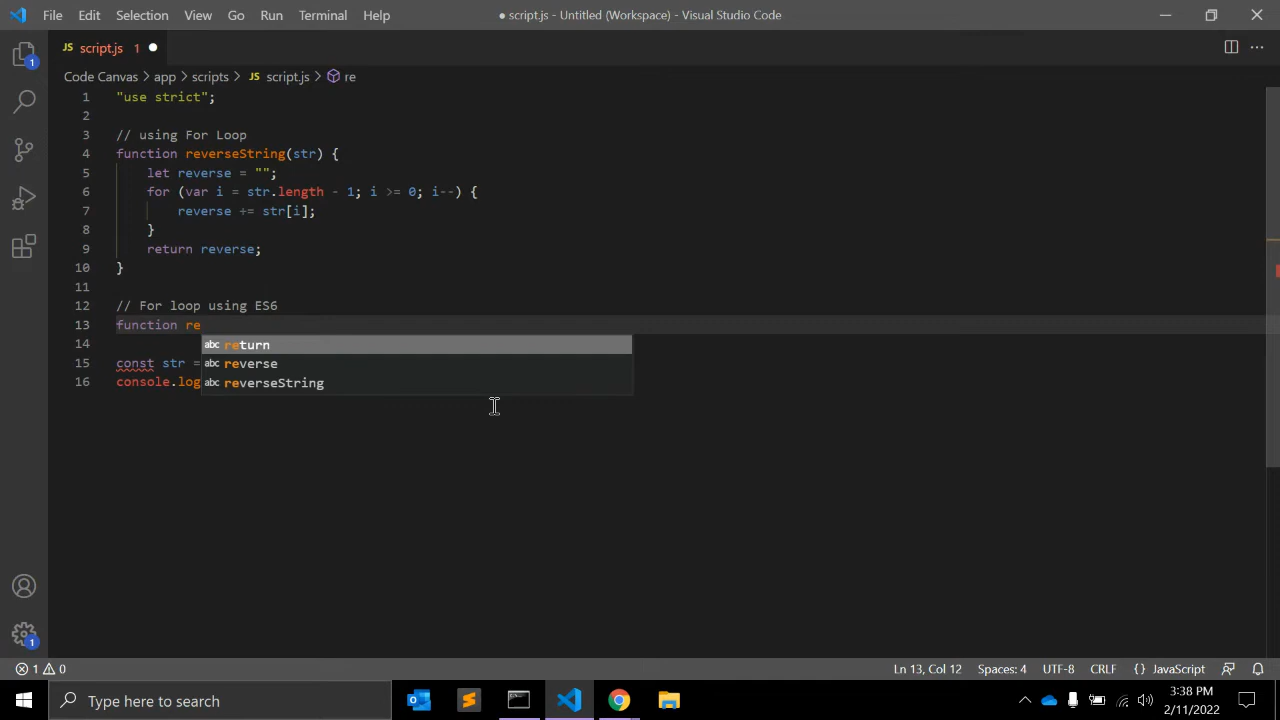 File Edit Selection View Go Run Terminal Help ● script.js - Untitled (Workspace) - Visual Studio Code
JS script.js 1
Code Canvas > app > scripts > JS script.js > re
1 "use strict";
2
3 // using For Loop
4 function reverseString(str) {
5 let reverse = "";
6 for (var i = str.length - 1; i >= 0; i--) {
7 reverse += str[i];
8 }
9 return reverse;
10 }
11
12 // For loop using ES6
13 function re
abc return
14
abc reverse
15 const str =
abc reverseString
16 console.log
1
1
1 0 Ln 13, Col 12 Spaces: 4 UTF-8 CRLF {} JavaScript
Type here to search
3:38 PM
2/11/2022